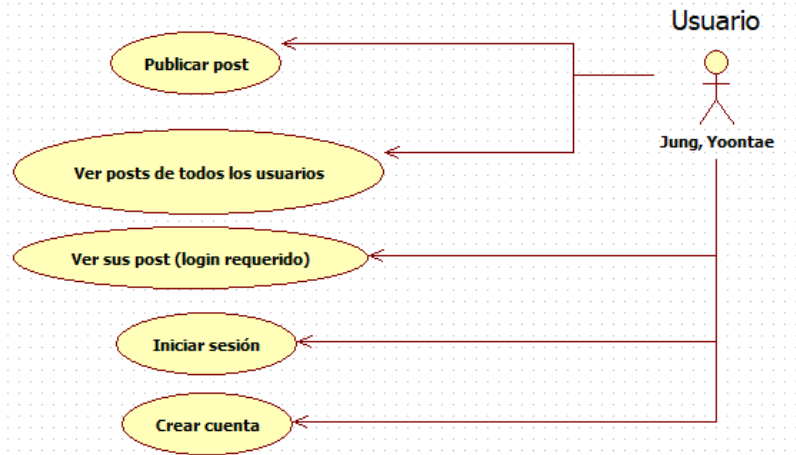 Usuario
Publicar post
Jung, Yoontae
Ver posts de todos los usuarios
Ver sus post (login requerido)
Iniciar sesión
Crear cuenta